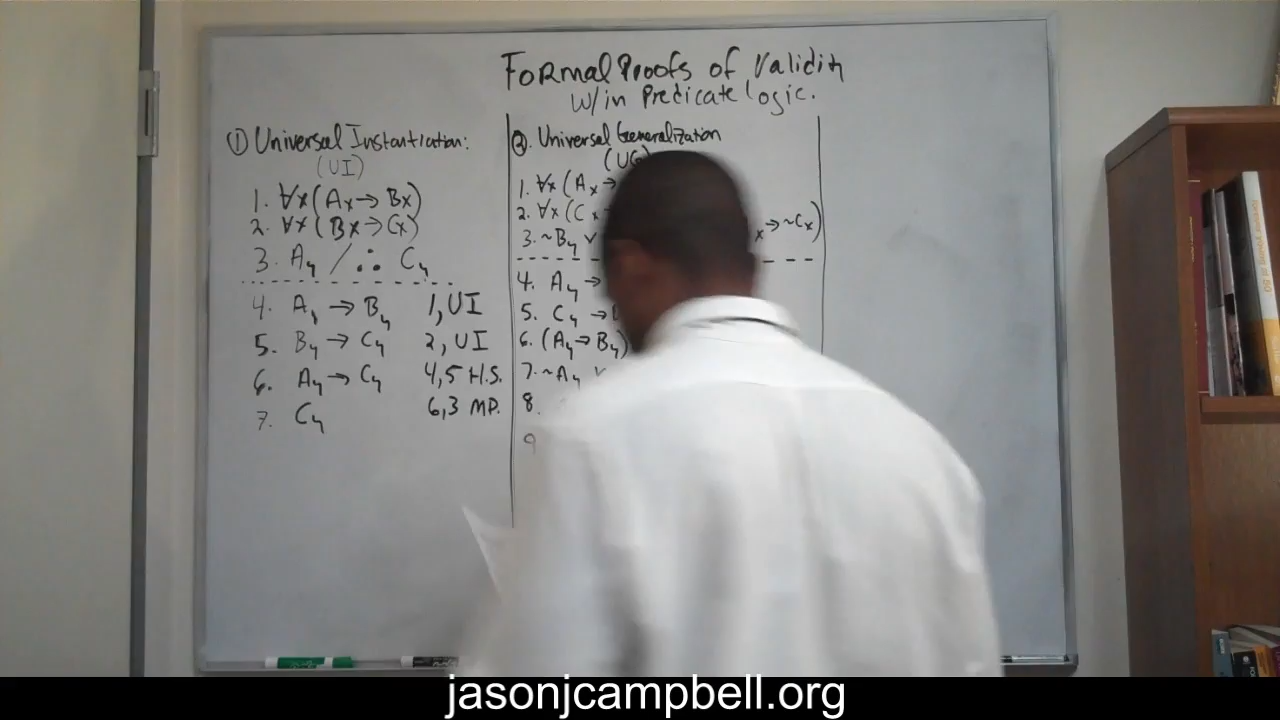 Formal Proofs of Validity
w/in Predicate Logic.
① Universal Instantiation:
(UI)
1. ∀x(Ax→Bx)
2. ∀x(Bx→Cx)
3. Ay /∴ Cy
4. Ay → By 1, UI
5. By → Cy 2, UI
6. Ay → Cy 4,5 H.S.
7. Cy 6,3 MP.
②. Universal Generalization
(UG)
1. ∀x(Ax→
2. ∀x(Cx x→~Cx)
3. ~By v
4. Ay →
5. Cy →
6. (Ay→By)
7. ~Ay v
8.
9
jasonjcampbell.org